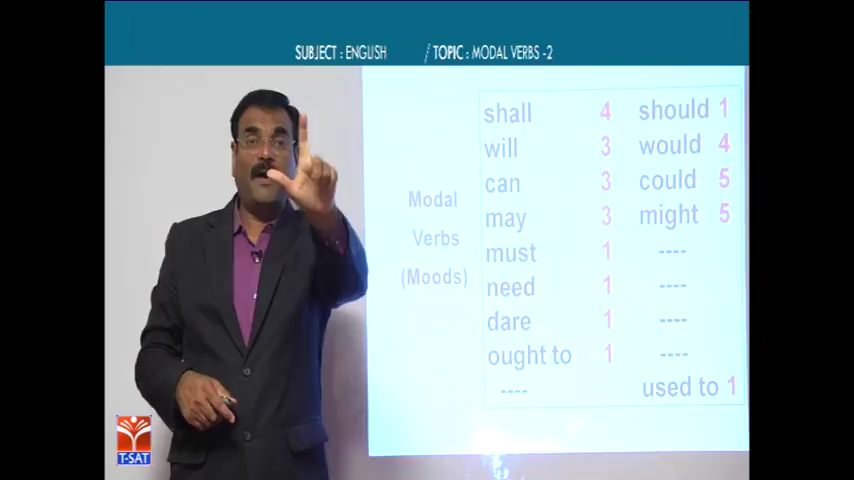 SUBJECT : ENGLISH / TOPIC : MODAL VERBS -2
Modal
Verbs
(Moods)
shall 4 should 1
will 3 would 4
can 3 could 5
may 3 might 5
must 1 ----
need 1 ----
dare 1 ----
ought to 1 ----
---- used to 1
T-SAT